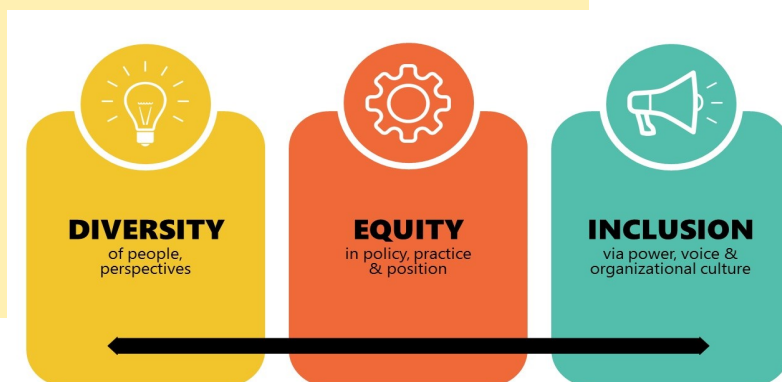 DIVERSITY
of people,
perspectives
EQUITY
in policy, practice
& position
INCLUSION
via power, voice &
organizational culture